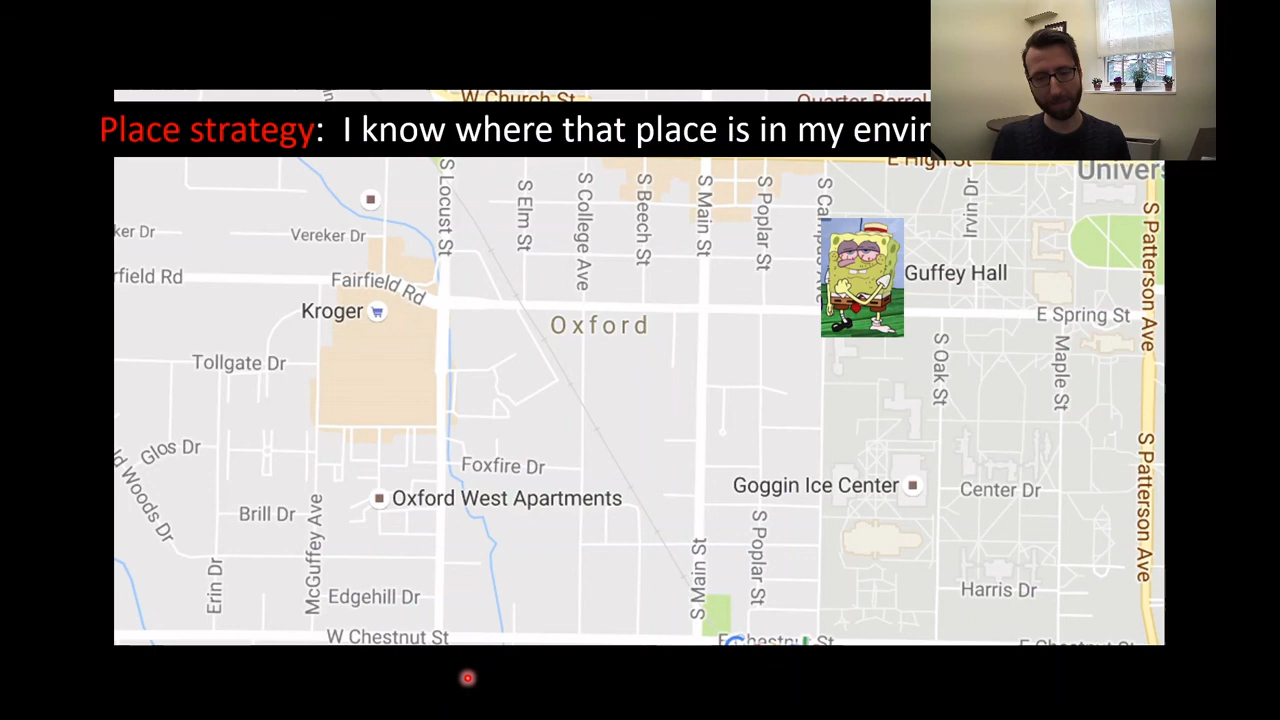 W Church St
Quarter Barrel
Place strategy: I know where that place is in my envir
E High St
Univers
S Locust St
S Elm St
S College Ave
S Beech St
S Main St
S Poplar St
Irvin Dr
S Patterson Ave
ker Dr
Vereker Dr
rfield Rd
Fairfield Rd
Guffey Hall
Kroger
Oxford
E Spring St
Tollgate Dr
S Oak St
Maple St
Glos Dr
ld Woods Dr
Foxfire Dr
Oxford West Apartments
Goggin Ice Center
Center Dr
S Patterson Ave
Brill Dr
McGuffey Ave
S Main St
S Poplar St
Erin Dr
Edgehill Dr
Harris Dr
W Chestnut St
E Chestnut St